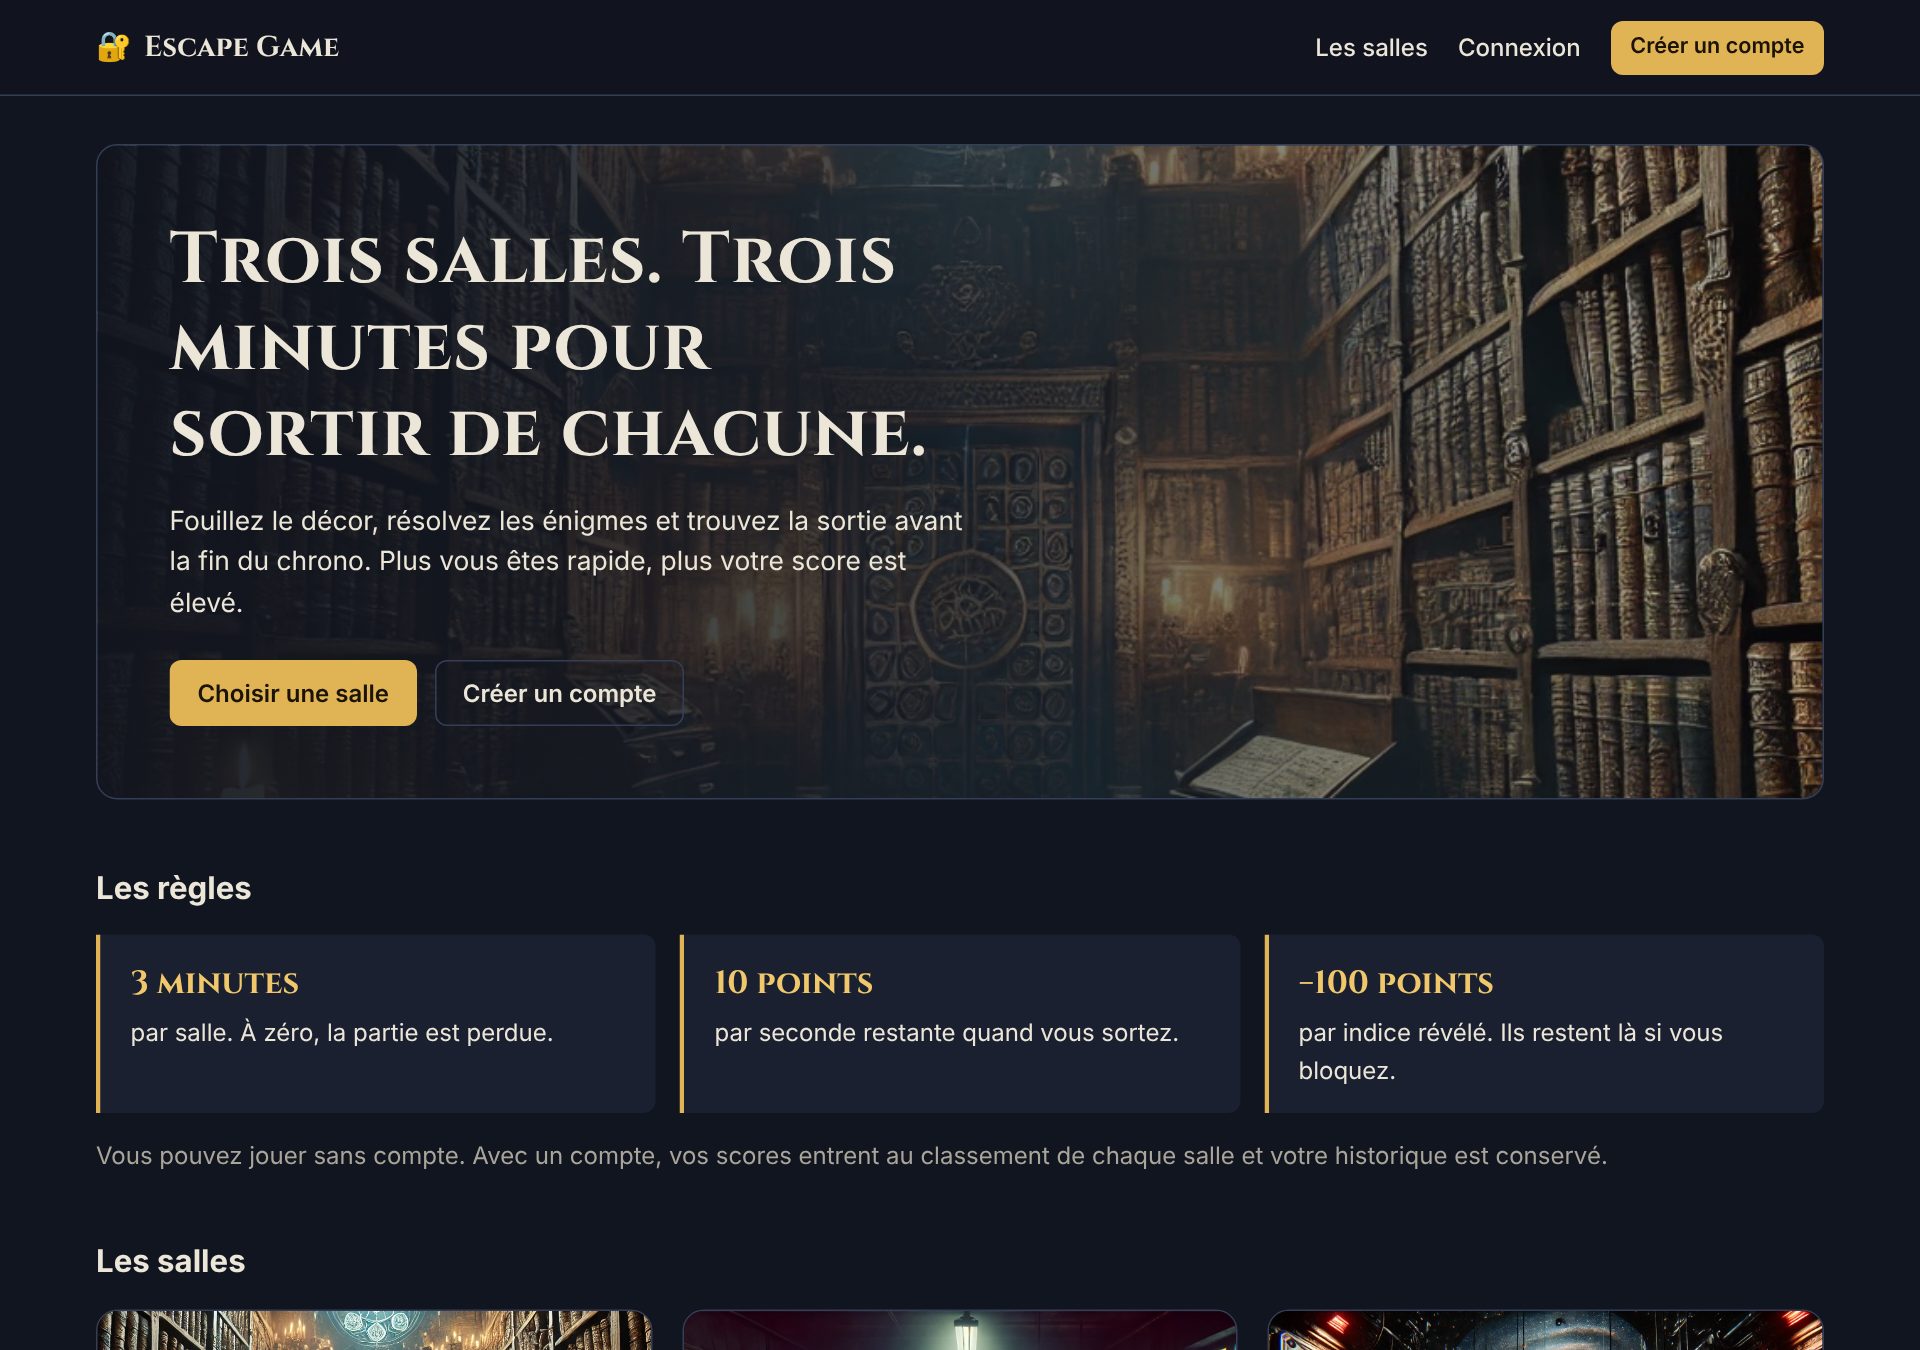 Escape Game
Les salles
Connexion
Créer un compte
Trois salles. Trois
minutes pour
sortir de chacune.
Fouillez le décor, résolvez les énigmes et trouvez la sortie avant
la fin du chrono. Plus vous êtes rapide, plus votre score est
élevé.
Choisir une salle
Créer un compte
Les règles
3 minutes
par salle. À zéro, la partie est perdue.
10 points
par seconde restante quand vous sortez.
−100 points
par indice révélé. Ils restent là si vous
bloquez.
Vous pouvez jouer sans compte. Avec un compte, vos scores entrent au classement de chaque salle et votre historique est conservé.
Les salles